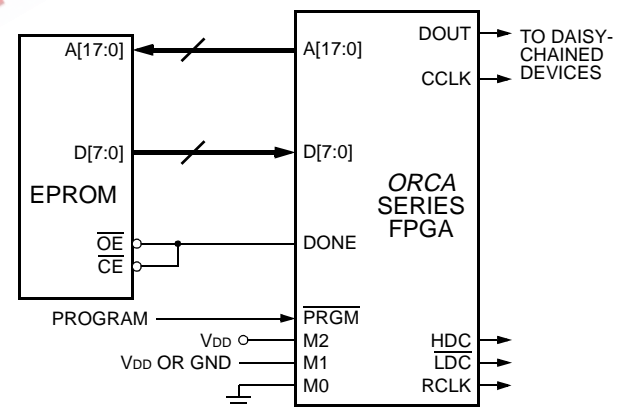 A[17:0]
D[7:0]
EPROM
OE
CE
A[17:0]
D[7:0]
DONE
PRGM
M2
M1
M0
PROGRAM
VDD
VDD OR GND
ORCA
SERIES
FPGA
DOUT
CCLK
HDC
LDC
RCLK
TO DAISY-
CHAINED
DEVICES